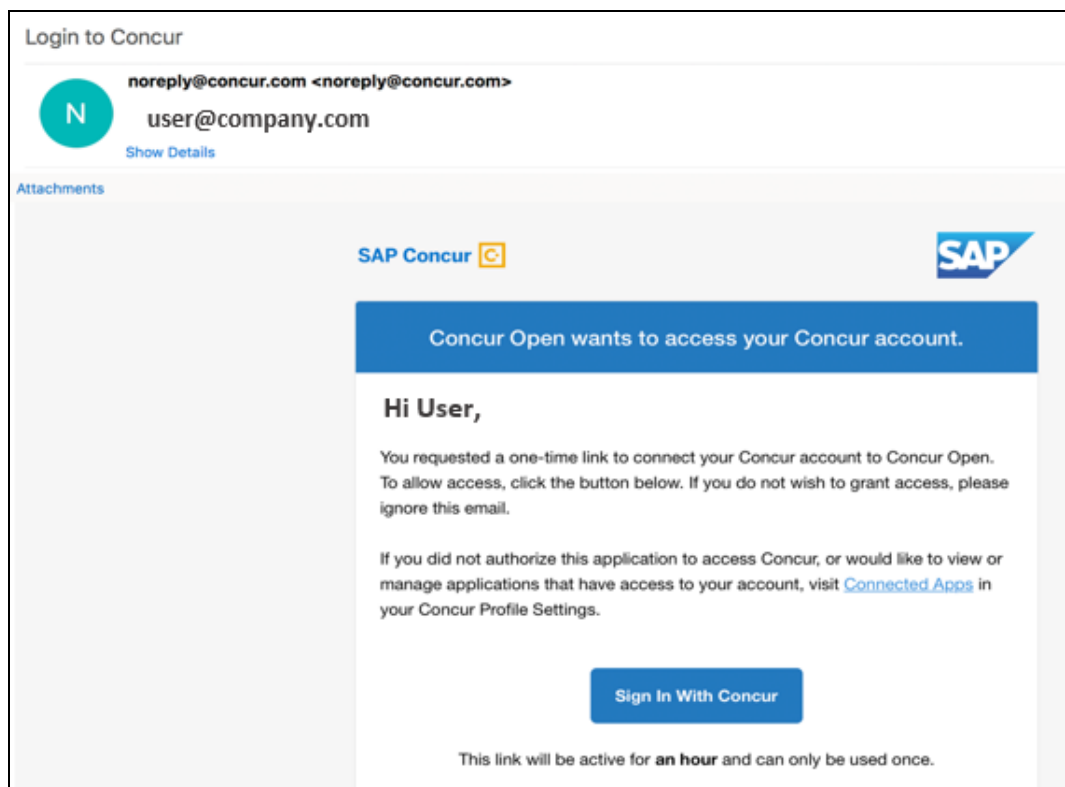 Login to Concur
N
noreply@concur.com <noreply@concur.com>
user@company.com
Show Details
Attachments
SAP Concur C
SAP
Concur Open wants to access your Concur account.
Hi User,
You requested a one-time link to connect your Concur account to Concur Open.
To allow access, click the button below. If you do not wish to grant access, please
ignore this email.
If you did not authorize this application to access Concur, or would like to view or
manage applications that have access to your account, visit Connected Apps in
your Concur Profile Settings.
Sign In With Concur
This link will be active for an hour and can only be used once.